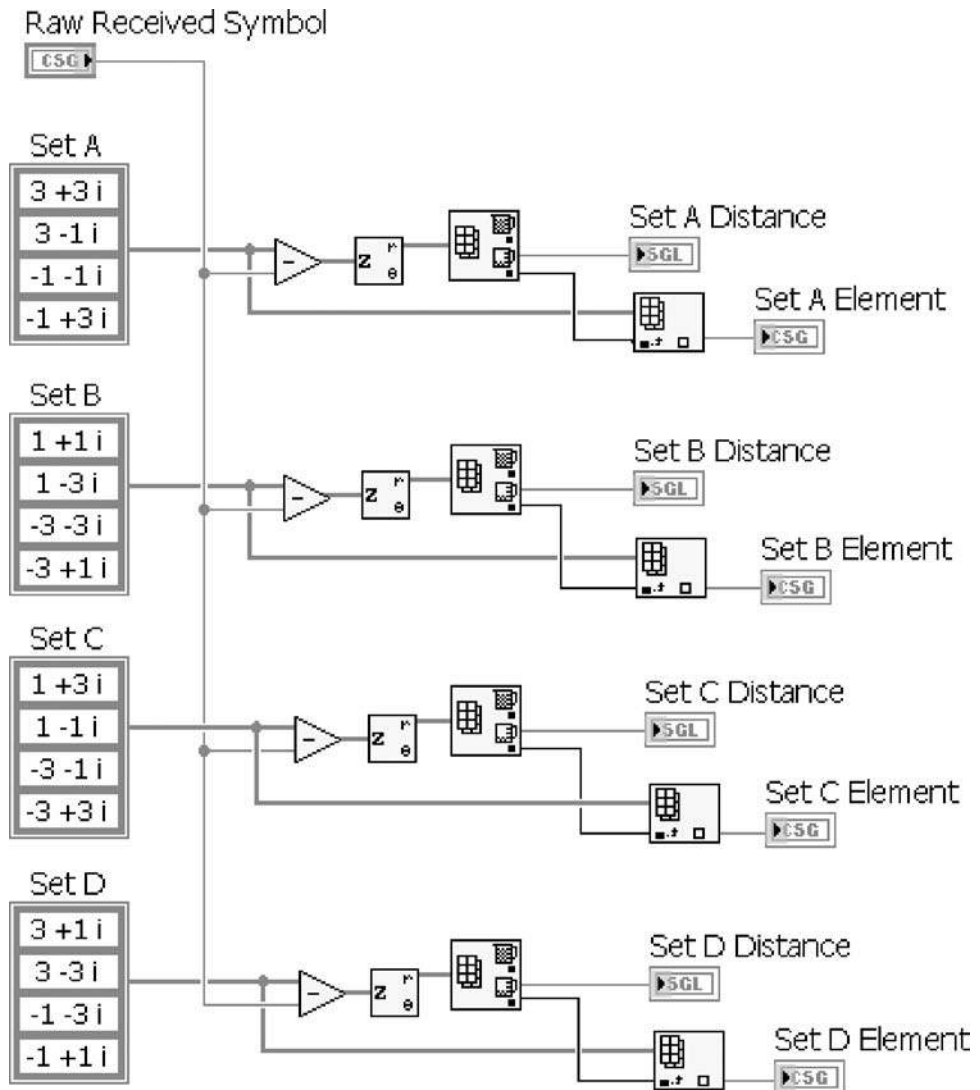 Raw Received Symbol
CSG
Set A
3 +3 i
3 -1 i
-1 -1 i
-1 +3 i
z r θ
Set A Distance
SGL
Set A Element
CSG
Set B
1 +1 i
1 -3 i
-3 -3 i
-3 +1 i
z r θ
Set B Distance
SGL
Set B Element
CSG
Set C
1 +3 i
1 -1 i
-3 -1 i
-3 +3 i
z r θ
Set C Distance
SGL
Set C Element
CSG
Set D
3 +1 i
3 -3 i
-1 -3 i
-1 +1 i
z r θ
Set D Distance
SGL
Set D Element
CSG